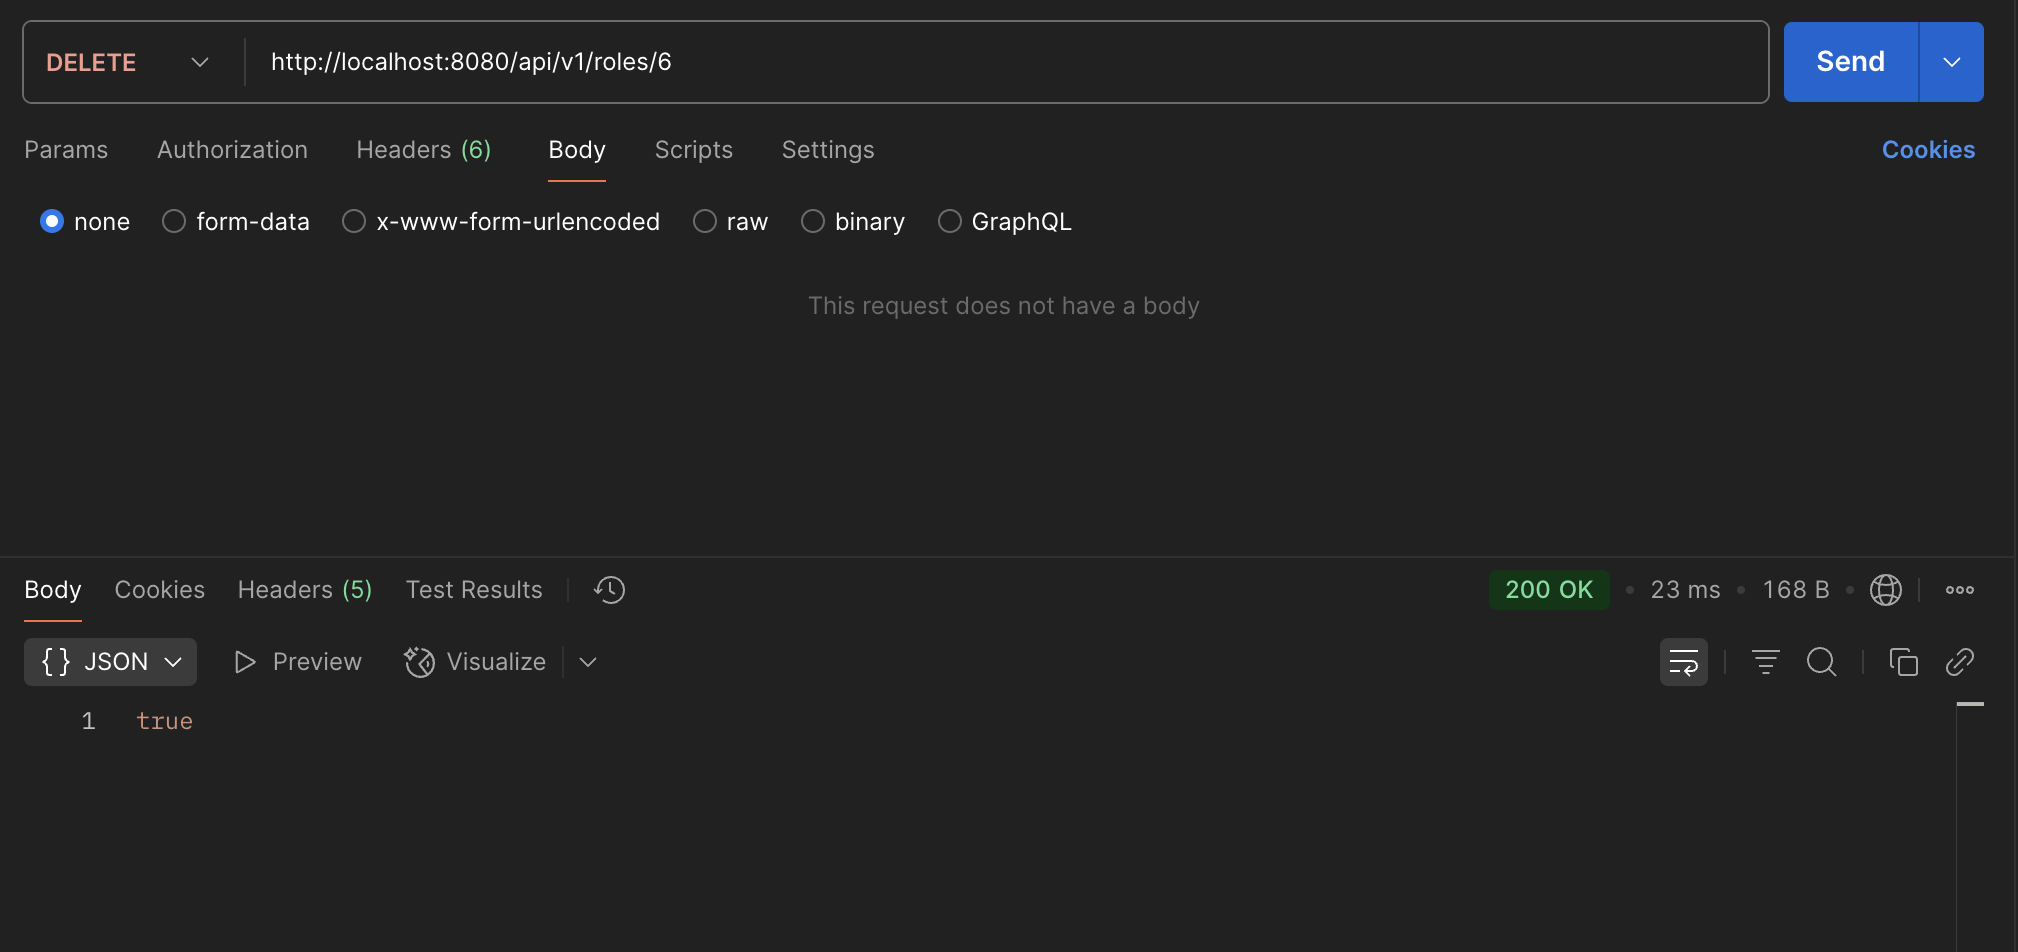 DELETE http://localhost:8080/api/v1/roles/6 Send
Params Authorization Headers (6) Body Scripts Settings Cookies
none form-data x-www-form-urlencoded raw binary GraphQL
This request does not have a body
Body Cookies Headers (5) Test Results 200 OK • 23 ms • 168 B •
{} JSON Preview Visualize
1 true